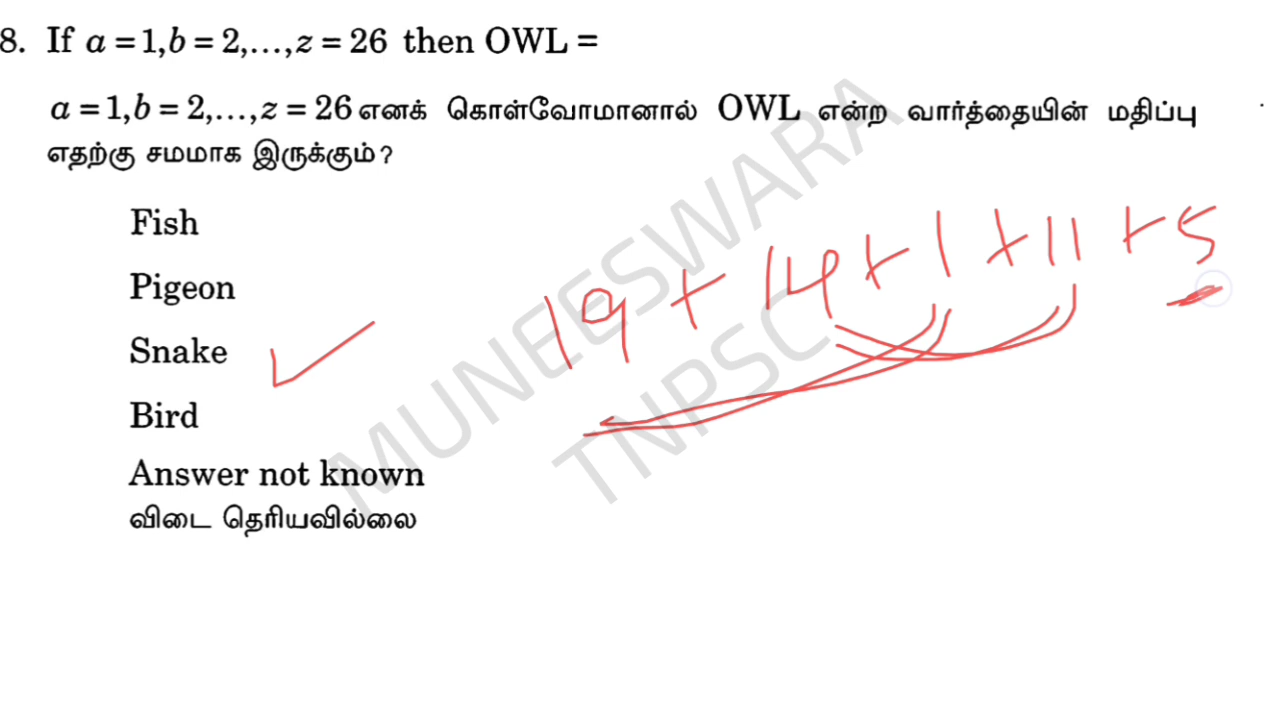 8. If a = 1, b = 2,...,z = 26 then OWL =
a = 1, b = 2,...,z = 26 எனக் கொள்வோமானால் OWL என்ற வார்த்தையின் மதிப்பு
எதற்கு சமமாக இருக்கும்?
Fish
Pigeon
Snake
Bird
Answer not known
விடை தெரியவில்லை
19 + 14 + 1 + 11 + 5
MUNEESWARA
TNPSC